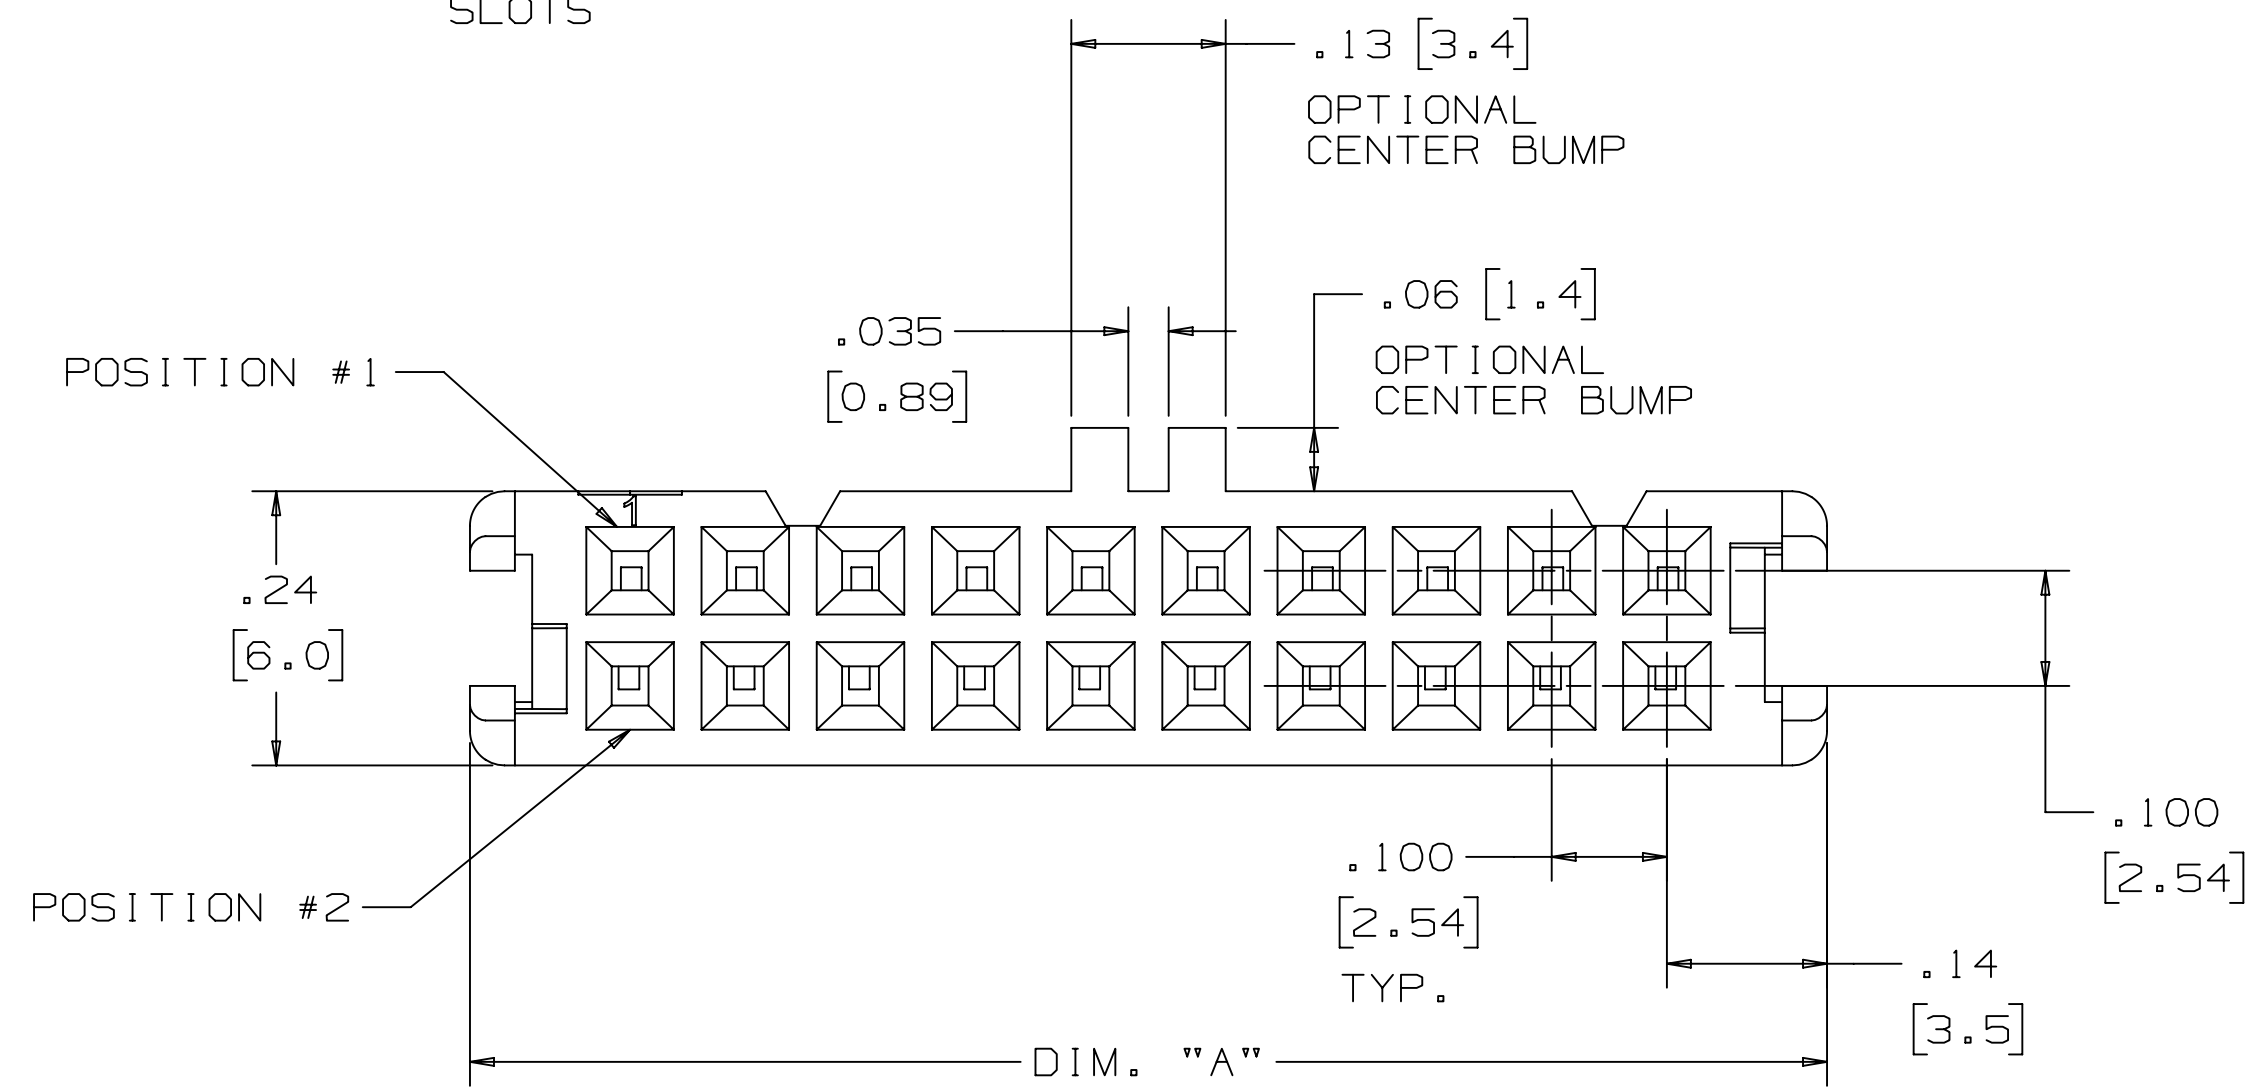 SLOTS
.13 [3.4]
OPTIONAL
CENTER BUMP
.06 [1.4]
OPTIONAL
CENTER BUMP
.035
[0.89]
POSITION #1
1
.24
[6.0]
.100
[2.54]
.100
[2.54]
TYP.
POSITION #2
.14
[3.5]
DIM. "A"